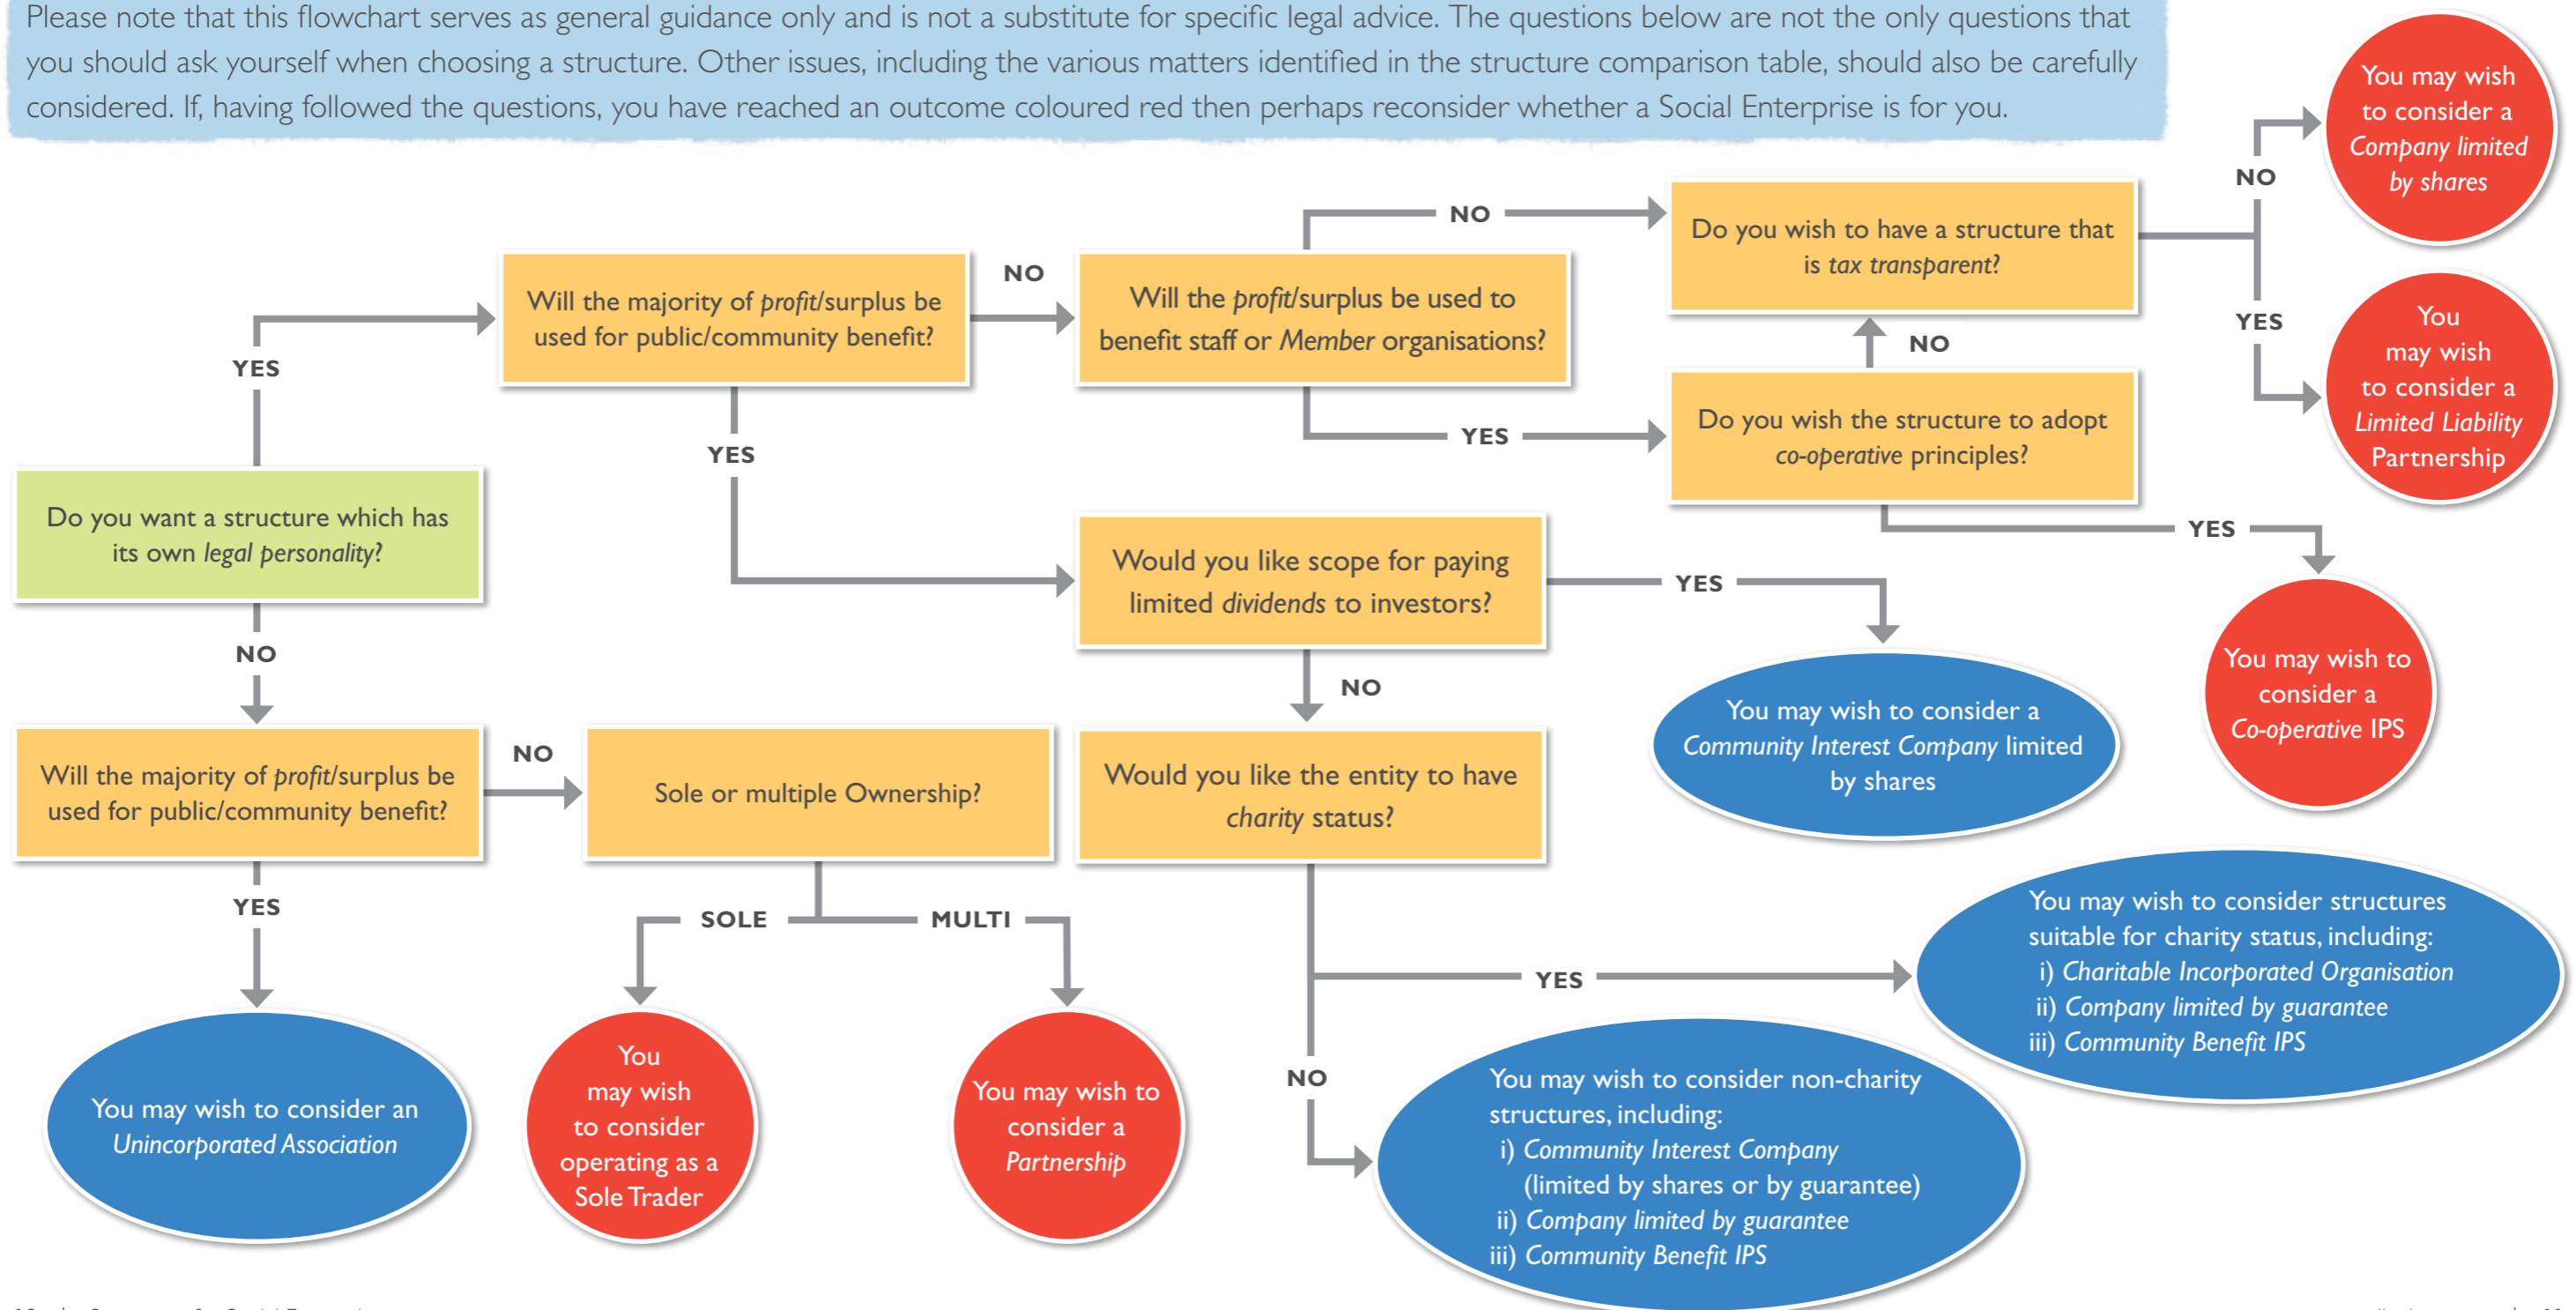 Please note that this flowchart serves as general guidance only and is not a substitute for specific legal advice. The questions below are not the only questions that
you should ask yourself when choosing a structure. Other issues, including the various matters identified in the structure comparison table, should also be carefully
considered. If, having followed the questions, you have reached an outcome coloured red then perhaps reconsider whether a Social Enterprise is for you.
Do you want a structure which has
its own legal personality?
YES
Will the majority of profit/surplus be
used for public/community benefit?
NO
Will the profit/surplus be used to
benefit staff or Member organisations?
NO
Do you wish to have a structure that
is tax transparent?
NO
You may wish
to consider a
Company limited
by shares
YES
You
may wish
to consider a
Limited Liability
Partnership
YES
Do you wish the structure to adopt
co-operative principles?
NO
YES
You may wish to
consider a
Co-operative IPS
YES
Would you like scope for paying
limited dividends to investors?
YES
You may wish to consider a
Community Interest Company limited
by shares
NO
Would you like the entity to have
charity status?
YES
You may wish to consider structures
suitable for charity status, including:
i) Charitable Incorporated Organisation
ii) Company limited by guarantee
iii) Community Benefit IPS
NO
You may wish to consider non-charity
structures, including:
i) Community Interest Company
(limited by shares or by guarantee)
ii) Company limited by guarantee
iii) Community Benefit IPS
NO
Will the majority of profit/surplus be
used for public/community benefit?
NO
Sole or multiple Ownership?
SOLE
You
may wish
to consider
operating as a
Sole Trader
MULTI
You may wish to
consider a
Partnership
YES
You may wish to consider an
Unincorporated Association